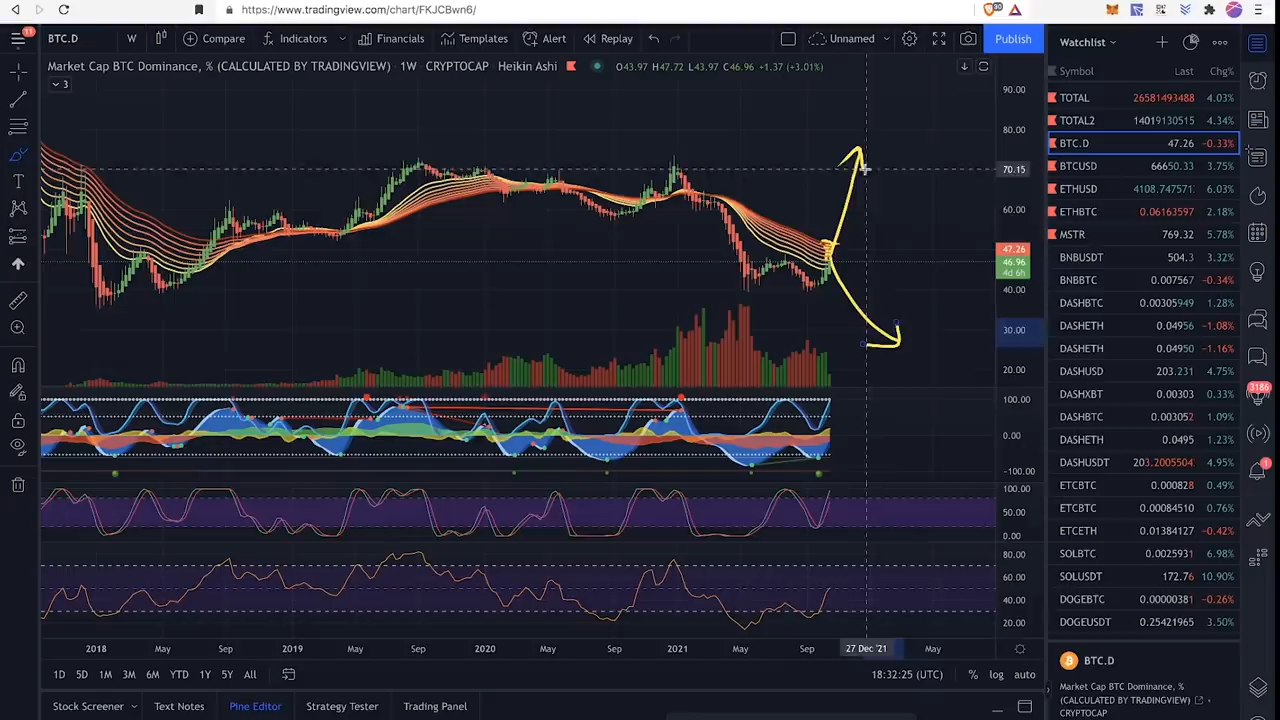 https://www.tradingview.com/chart/FKJCBwn6/
30
11
BTC.D W Compare Indicators Financials Templates Alert Replay Unnamed Publish
Market Cap BTC Dominance, % (CALCULATED BY TRADINGVIEW) · 1W · CRYPTOCAP · Heikin Ashi O43.97 H47.72 L43.97 C46.96 +1.37 (+3.01%)
3
90.00
80.00
70.15
60.00
47.26
46.96
4d 6h
40.00
30.00
20.00
100.00
0.00
-100.00
100.00
50.00
0.00
80.00
60.00
40.00
20.00
2018 May Sep 2019 May Sep 2020 May Sep 2021 May Sep 27 Dec '21 May
1D 5D 1M 3M 6M YTD 1Y 5Y All 18:32:25 (UTC) % log auto
Stock Screener Text Notes Pine Editor Strategy Tester Trading Panel
Watchlist
Symbol Last Chg%
TOTAL 26581493488 4.03%
TOTAL2 14019130515 4.34%
BTC.D 47.26 −0.33%
BTCUSD 66650.33 3.75%
ETHUSD 4108.747571 6.03%
ETHBTC 0.06163597 2.18%
MSTR 769.32 5.78%
BNBUSDT 504.3 3.32%
BNBBTC 0.007567 −0.34%
DASHBTC 0.00305949 1.28%
DASHETH 0.04956 −1.08%
DASHETH 0.04950 −1.16%
DASHUSD 203.231 4.75%
DASHXBT 0.00303 0.33%
DASHBTC 0.003052 1.09%
DASHETH 0.0495 1.23%
DASHUSDT 203.2005504 4.95%
ETCBTC 0.000828 0.49%
ETCBTC 0.00084510 0.76%
ETCETH 0.01384127 −0.42%
SOLBTC 0.0025931 6.98%
SOLUSDT 172.76 10.90%
DOGEBTC 0.00000381 −0.26%
DOGEUSDT 0.25421965 3.50%
BTC.D
Market Cap BTC Dominance, %
(CALCULATED BY TRADINGVIEW)
CRYPTOCAP
3186
1